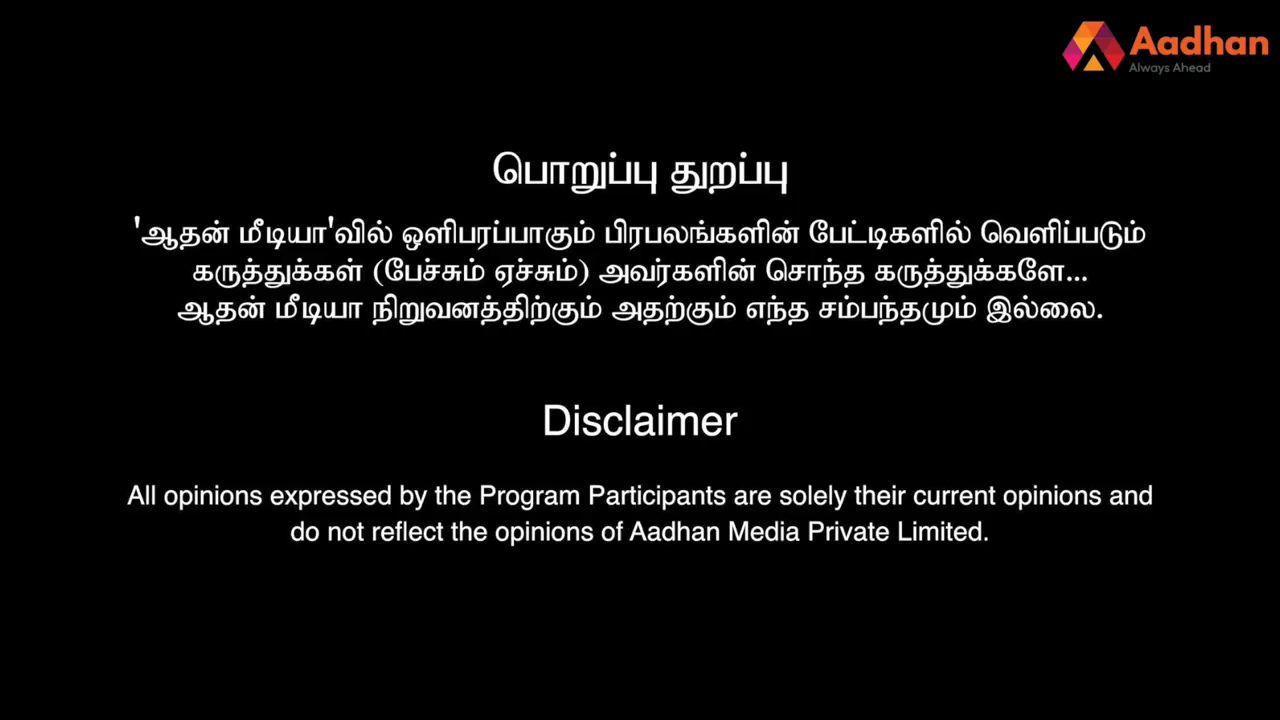 Aadhan
Always Ahead
பொறுப்பு துறப்பு
'ஆதன் மீடியா'வில் ஒளிபரப்பாகும் பிரபலங்களின் பேட்டிகளில் வெளிப்படும்
கருத்துக்கள் (பேச்சும் ஏச்சும்) அவர்களின் சொந்த கருத்துக்களே...
ஆதன் மீடியா நிறுவனத்திற்கும் அதற்கும் எந்த சம்பந்தமும் இல்லை.
Disclaimer
All opinions expressed by the Program Participants are solely their current opinions and
do not reflect the opinions of Aadhan Media Private Limited.